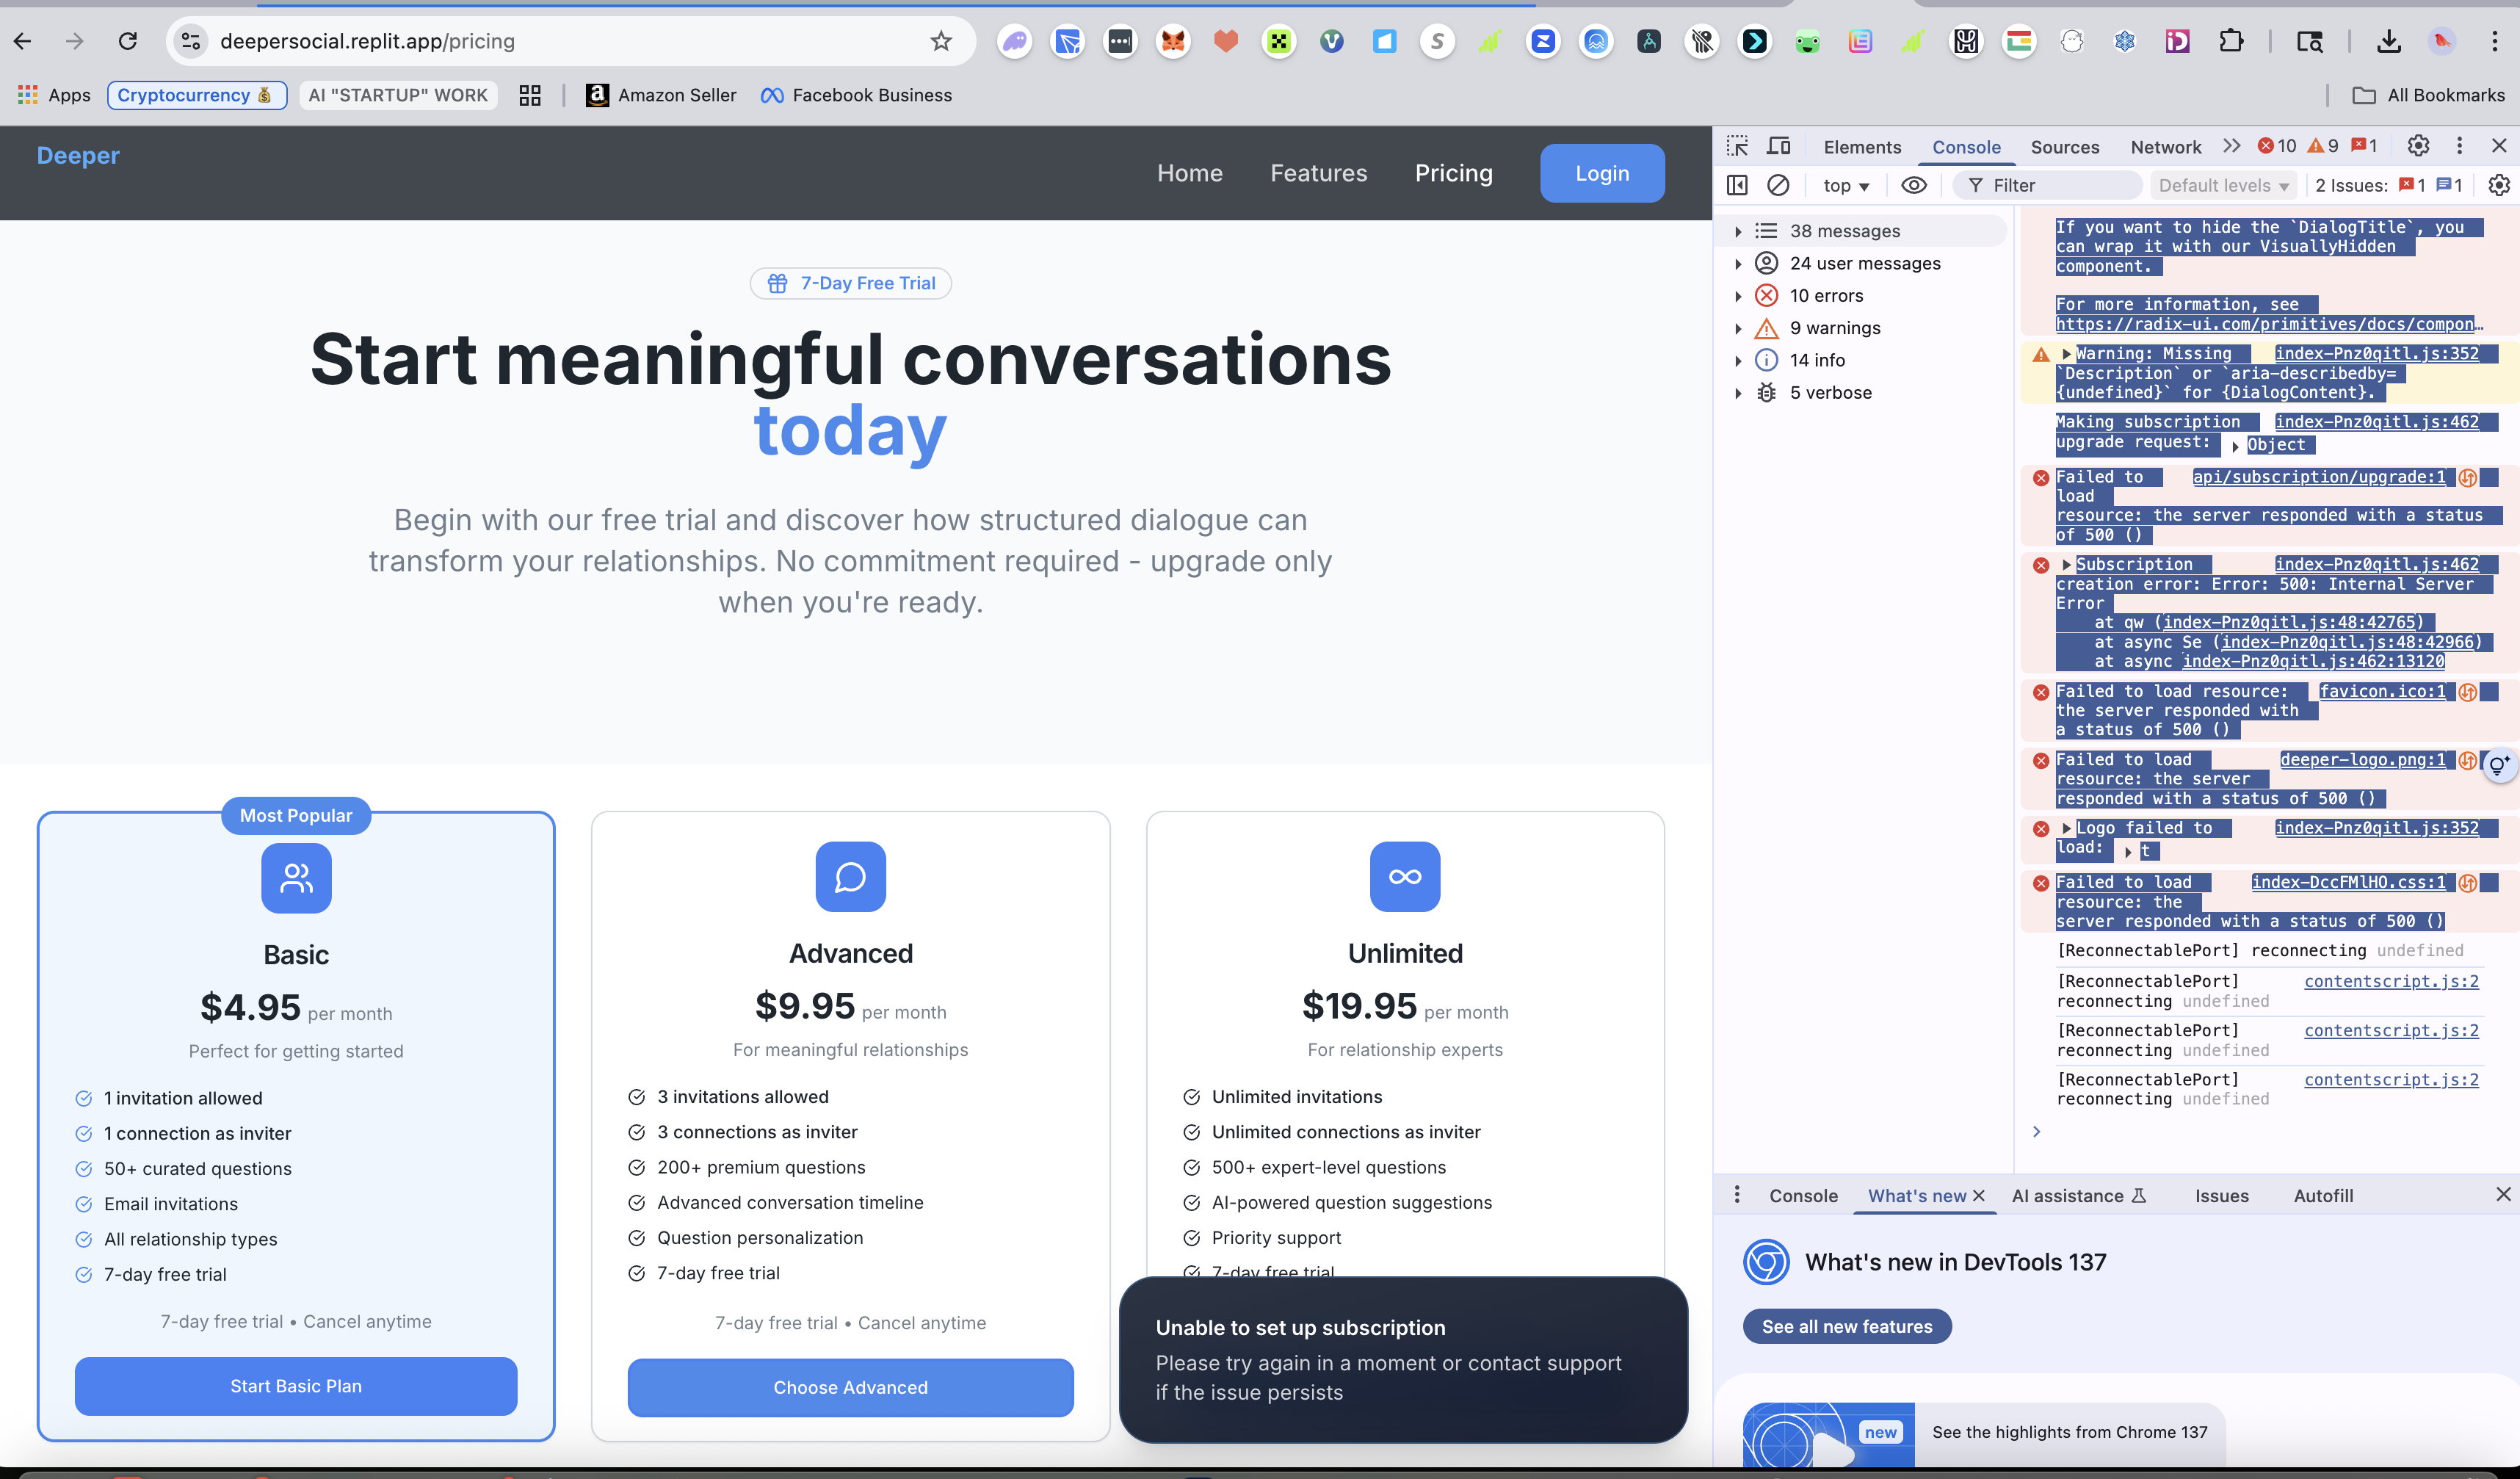 deepersocial.replit.app/pricing
Apps
Cryptocurrency 💰
AI "STARTUP" WORK
Amazon Seller
Facebook Business
All Bookmarks
Deeper
Home
Features
Pricing
Login
7-Day Free Trial
Start meaningful conversations
today
Begin with our free trial and discover how structured dialogue can
transform your relationships. No commitment required - upgrade only
when you're ready.
Most Popular
Basic
$4.95 per month
Perfect for getting started
1 invitation allowed
1 connection as inviter
50+ curated questions
Email invitations
All relationship types
7-day free trial
7-day free trial • Cancel anytime
Start Basic Plan
Advanced
$9.95 per month
For meaningful relationships
3 invitations allowed
3 connections as inviter
200+ premium questions
Advanced conversation timeline
Question personalization
7-day free trial
7-day free trial • Cancel anytime
Choose Advanced
Unlimited
$19.95 per month
For relationship experts
Unlimited invitations
Unlimited connections as inviter
500+ expert-level questions
AI-powered question suggestions
Priority support
7-day free trial
Unable to set up subscription
Please try again in a moment or contact support
if the issue persists
Elements
Console
Sources
Network
10
9
1
top
Filter
Default levels
2 Issues: 1 1
38 messages
24 user messages
10 errors
9 warnings
14 info
5 verbose
If you want to hide the `DialogTitle`, you
can wrap it with our VisuallyHidden
component.
For more information, see
https://radix-ui.com/primitives/docs/compon…
Warning: Missing index-Pnz0qitl.js:352
`Description` or `aria-describedby=
{undefined}` for {DialogContent}.
Making subscription index-Pnz0qitl.js:462
upgrade request: Object
Failed to api/subscription/upgrade:1
load
resource: the server responded with a status
of 500 ()
Subscription index-Pnz0qitl.js:462
creation error: Error: 500: Internal Server
Error
at qw (index-Pnz0qitl.js:48:42765)
at async Se (index-Pnz0qitl.js:48:42966)
at async index-Pnz0qitl.js:462:13120
Failed to load resource: favicon.ico:1
the server responded with
a status of 500 ()
Failed to load deeper-logo.png:1
resource: the server
responded with a status of 500 ()
Logo failed to index-Pnz0qitl.js:352
load: t
Failed to load index-DccFMlHO.css:1
resource: the
server responded with a status of 500 ()
[ReconnectablePort] reconnecting undefined
[ReconnectablePort] contentscript.js:2
reconnecting undefined
[ReconnectablePort] contentscript.js:2
reconnecting undefined
[ReconnectablePort] contentscript.js:2
reconnecting undefined
Console
What's new
AI assistance
Issues
Autofill
What's new in DevTools 137
See all new features
new
See the highlights from Chrome 137